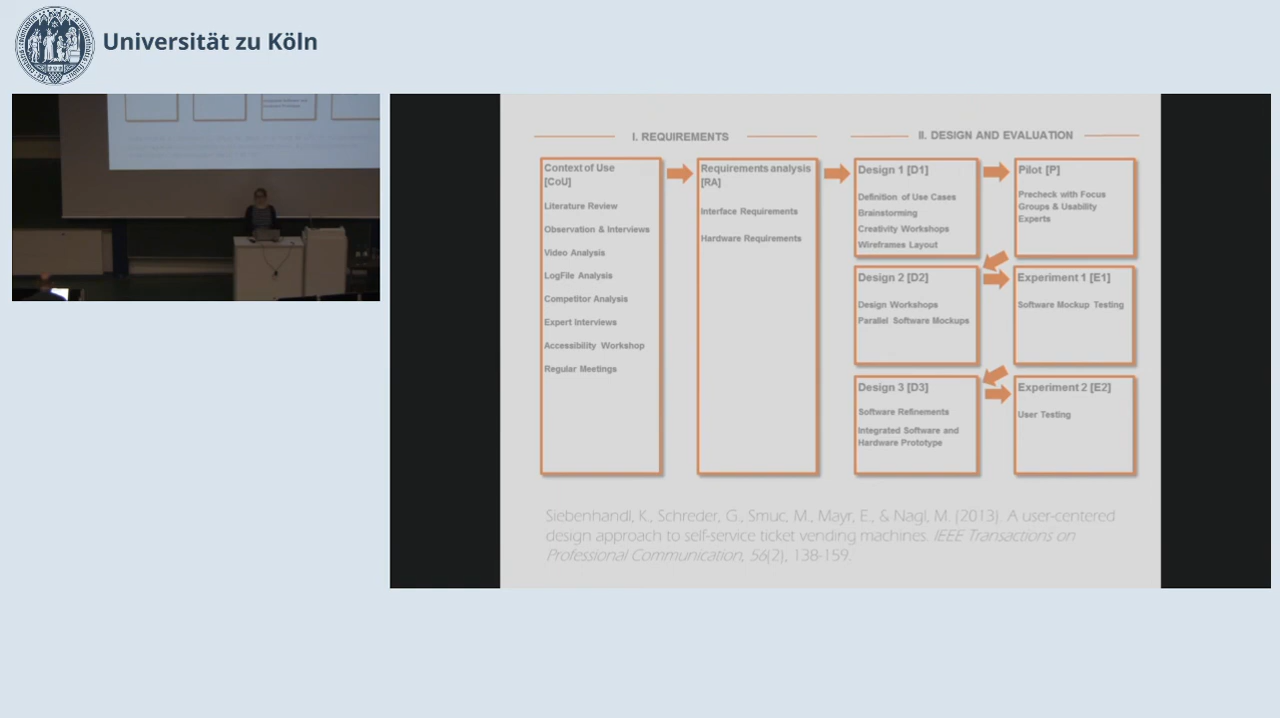 Universität zu Köln
I. REQUIREMENTS
II. DESIGN AND EVALUATION
Context of Use
[CoU]
Literature Review
Observation & Interviews
Video Analysis
LogFile Analysis
Competitor Analysis
Expert Interviews
Accessibility Workshop
Regular Meetings
Requirements analysis
[RA]
Interface Requirements
Hardware Requirements
Design 1 [D1]
Definition of Use Cases
Brainstorming
Creativity Workshops
Wireframes Layout
Pilot [P]
Precheck with Focus
Groups & Usability
Experts
Design 2 [D2]
Design Workshops
Parallel Software Mockups
Experiment 1 [E1]
Software Mockup Testing
Design 3 [D3]
Software Refinements
Integrated Software and
Hardware Prototype
Experiment 2 [E2]
User Testing
Siebenhandl, K., Schreder, G., Smuc, M., Mayr, E., & Nagl, M. (2013). A user-centered
design approach to self-service ticket vending machines. IEEE Transactions on
Professional Communication, 56(2), 138-159.